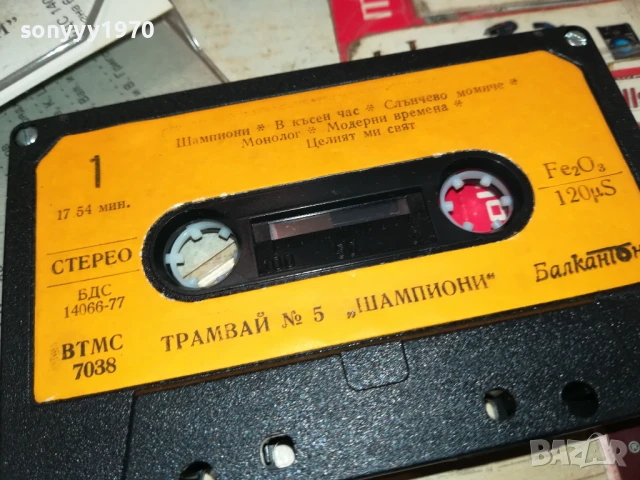 sonyyy1970
Шампиони * В късен час * Слънчево момиче *
Монолог * Модерни времена *
Целият ми свят
1
17 54 мин.
Fe2O3
120µS
СТЕРЕО
БДС
14066-77
Балкантон
ВТМС
7038
ТРАМВАЙ № 5 „ШАМПИОНИ"
BAZAR